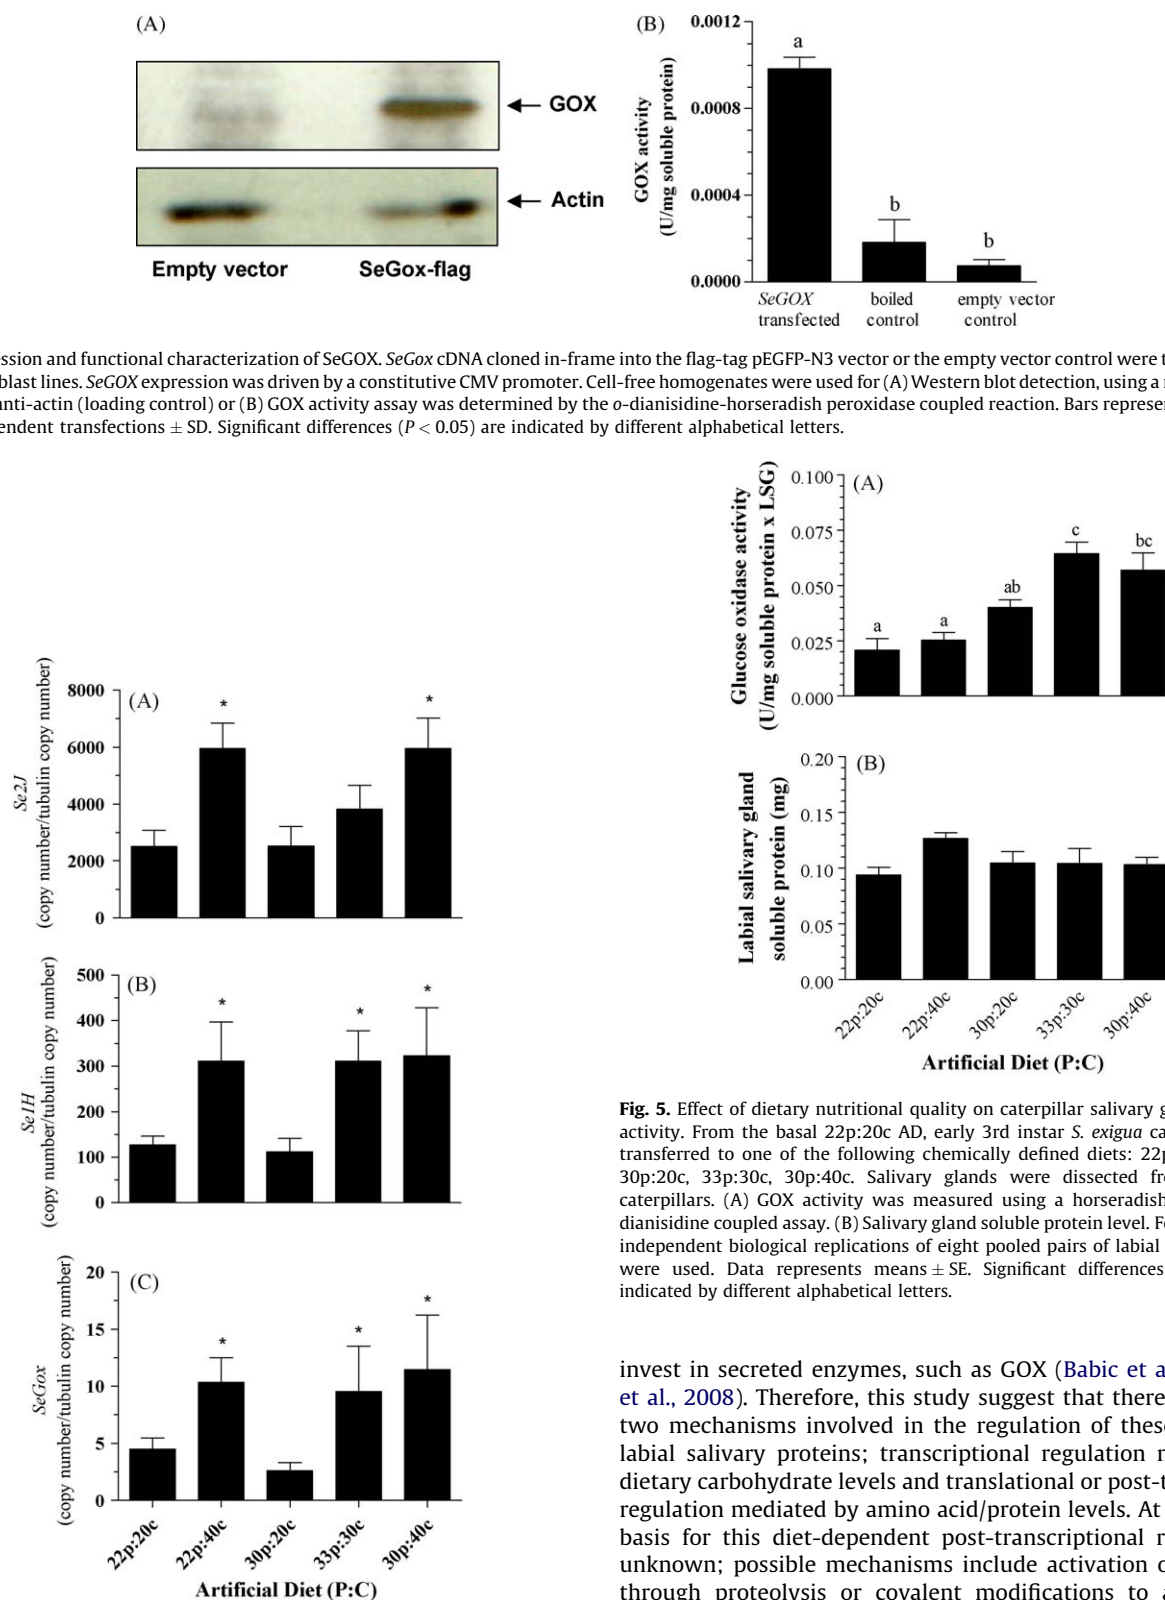 (A)
GOX
Actin
Empty vector
SeGox-flag
(B)
GOX activity
(U/mg soluble protein)
0.0012
0.0008
0.0004
0.0000
a
b
b
SeGOX
transfected
boiled
control
empty vector
control
ession and functional characterization of SeGOX. SeGox cDNA cloned in-frame into the flag-tag pEGFP-N3 vector or the empty vector control were
blast lines. SeGOX expression was driven by a constitutive CMV promoter. Cell-free homogenates were used for (A) Western blot detection, using a
anti-actin (loading control) or (B) GOX activity assay was determined by the o-dianisidine-horseradish peroxidase coupled reaction. Bars represen
endent transfections ± SD. Significant differences (P < 0.05) are indicated by different alphabetical letters.
Se2J
(copy number/tubulin copy number)
8000
6000
4000
2000
0
(A)
*
*
Se1H
(copy number/tubulin copy number)
500
400
300
200
100
0
(B)
*
*
*
SeGox
(copy number/tubulin copy number)
20
15
10
5
0
(C)
*
*
*
22p:20c
22p:40c
30p:20c
33p:30c
30p:40c
Artificial Diet (P:C)
Glucose oxidase activity
(U/mg soluble protein x LSG)
0.100
0.075
0.050
0.025
0.000
(A)
a
a
ab
c
bc
Labial salivary gland
soluble protein (mg)
0.20
0.15
0.10
0.05
0.00
(B)
22p:20c
22p:40c
30p:20c
33p:30c
30p:40c
Artificial Diet (P:C)
Fig. 5. Effect of dietary nutritional quality on caterpillar salivary g
activity. From the basal 22p:20c AD, early 3rd instar S. exigua ca
transferred to one of the following chemically defined diets: 22p
30p:20c, 33p:30c, 30p:40c. Salivary glands were dissected fr
caterpillars. (A) GOX activity was measured using a horseradish
dianisidine coupled assay. (B) Salivary gland soluble protein level. F
independent biological replications of eight pooled pairs of labial
were used. Data represents means ± SE. Significant differences
indicated by different alphabetical letters.
invest in secreted enzymes, such as GOX (Babic et a
et al., 2008). Therefore, this study suggest that there
two mechanisms involved in the regulation of these
labial salivary proteins; transcriptional regulation
dietary carbohydrate levels and translational or post-t
regulation mediated by amino acid/protein levels. At
basis for this diet-dependent post-transcriptional
unknown; possible mechanisms include activation o
through proteolysis or covalent modifications to a